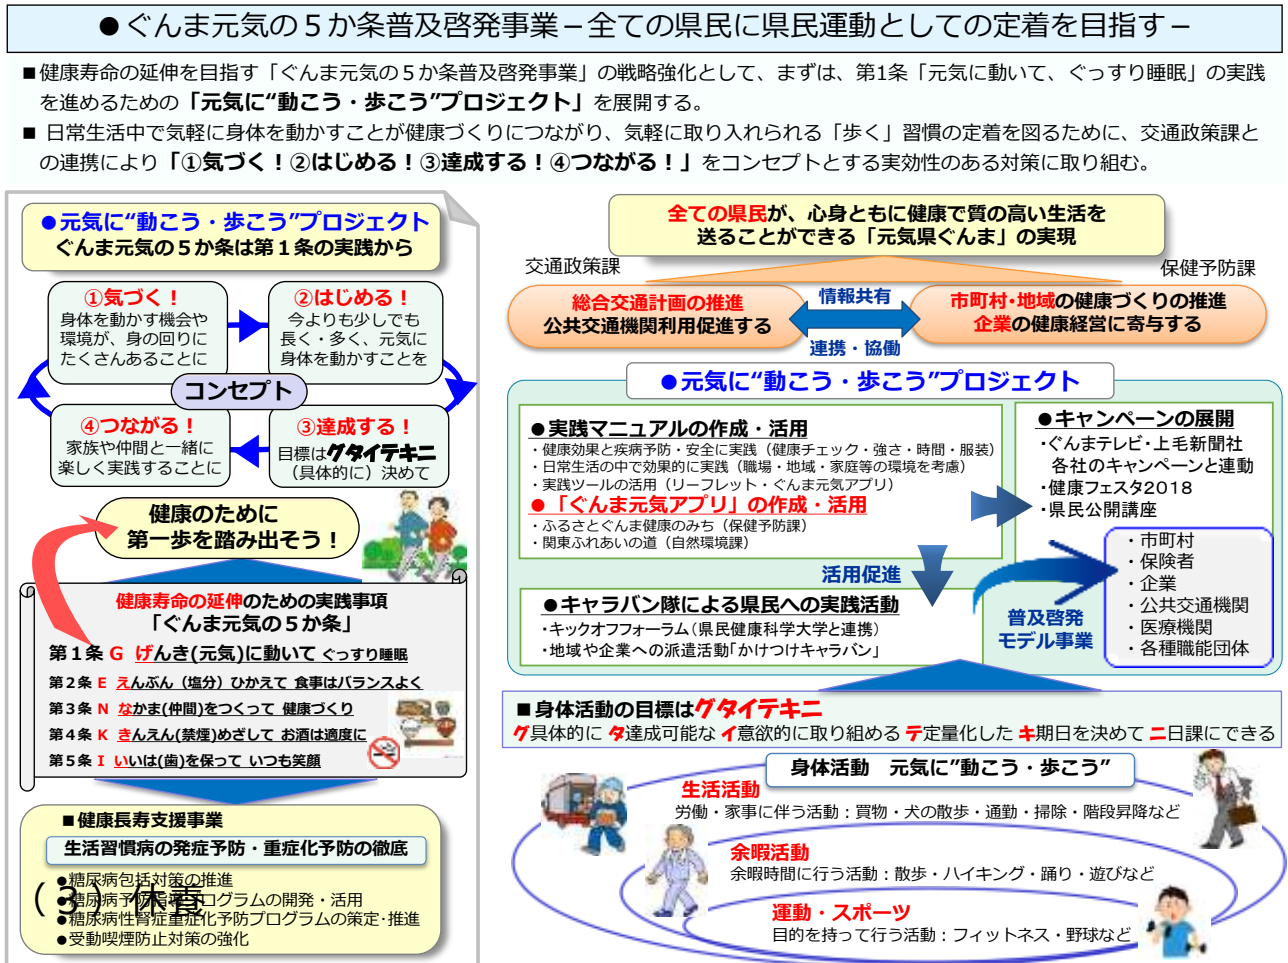 ●ぐんま元気の５か条普及啓発事業－全ての県民に県民運動としての定着を目指す－
■健康寿命の延伸を目指す「ぐんま元気の５か条普及啓発事業」の戦略強化として、まずは、第1条「元気に動いて、ぐっすり睡眠」の実践
を進めるための「元気に“動こう・歩こう”プロジェクト」を展開する。
■ 日常生活中で気軽に身体を動かすことが健康づくりにつながり、気軽に取り入れられる「歩く」習慣の定着を図るために、交通政策課と
の連携により「①気づく！②はじめる！③達成する！④つながる！」をコンセプトとする実効性のある対策に取り組む。
●元気に“動こう・歩こう”プロジェクト
ぐんま元気の５か条は第１条の実践から
①気づく！
身体を動かす機会や
環境が、身の回りに
たくさんあることに
②はじめる！
今よりも少しでも
長く・多く、元気に
身体を動かすことを
コンセプト
④つながる！
家族や仲間と一緒に
楽しく実践することに
③達成する！
目標はグタイテキニ
（具体的に）決めて
健康のために
第一歩を踏み出そう！
健康寿命の延伸のための実践事項
「ぐんま元気の５か条」
第１条 G げんき(元気)に動いて ぐっすり睡眠
第２条 E えんぶん（塩分）ひかえて 食事はバランスよく
第３条 N なかま(仲間)をつくって 健康づくり
第４条 K きんえん(禁煙)めざして お酒は適度に
第５条 I いいは(歯)を保って いつも笑顔
■健康長寿支援事業
生活習慣病の発症予防・重症化予防の徹底
●糖尿病包括対策の推進
●糖尿病予防指導プログラムの開発・活用
（３）休養
●糖尿病性腎症重症化予防プログラムの策定・推進
●受動喫煙防止対策の強化
全ての県民が、心身ともに健康で質の高い生活を
送ることができる「元気県ぐんま」の実現
交通政策課
保健予防課
総合交通計画の推進
公共交通機関利用促進する
情報共有
連携・協働
市町村・地域の健康づくりの推進
企業の健康経営に寄与する
●元気に“動こう・歩こう”プロジェクト
●実践マニュアルの作成・活用
・健康効果と疾病予防・安全に実践（健康チェック・強さ・時間・服装）
・日常生活の中で効果的に実践（職場・地域・家庭等の環境を考慮）
・実践ツールの活用（リーフレット・ぐんま元気アプリ）
●「ぐんま元気アプリ」の作成・活用
・ふるさとぐんま健康のみち（保健予防課）
・関東ふれあいの道（自然環境課）
●キャンペーンの展開
・ぐんまテレビ・上毛新聞社
各社のキャンペーンと連動
・健康フェスタ2018
・県民公開講座
・市町村
・保険者
・企業
・公共交通機関
・医療機関
・各種職能団体
活用促進
●キャラバン隊による県民への実践活動
・キックオフフォーラム（県民健康科学大学と連携）
・地域や企業への派遣活動「かけつけキャラバン」
普及啓発
モデル事業
■身体活動の目標はグタイテキニ
グ具体的に タ達成可能な イ意欲的に取り組める テ定量化した キ期日を決めて ニ日課にできる
身体活動　元気に”動こう・歩こう”
生活活動
労働・家事に伴う活動：買物・犬の散歩・通勤・掃除・階段昇降など
余暇活動
余暇時間に行う活動：散歩・ハイキング・踊り・遊びなど
運動・スポーツ
目的を持って行う活動：フィットネス・野球など